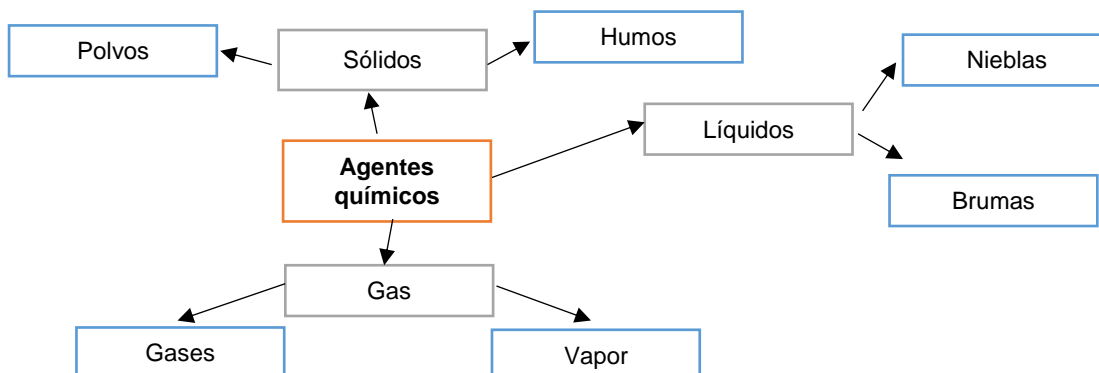 Polvos
Sólidos
Humos
Nieblas
Líquidos
Agentes
químicos
Brumas
Gas
Gases
Vapor